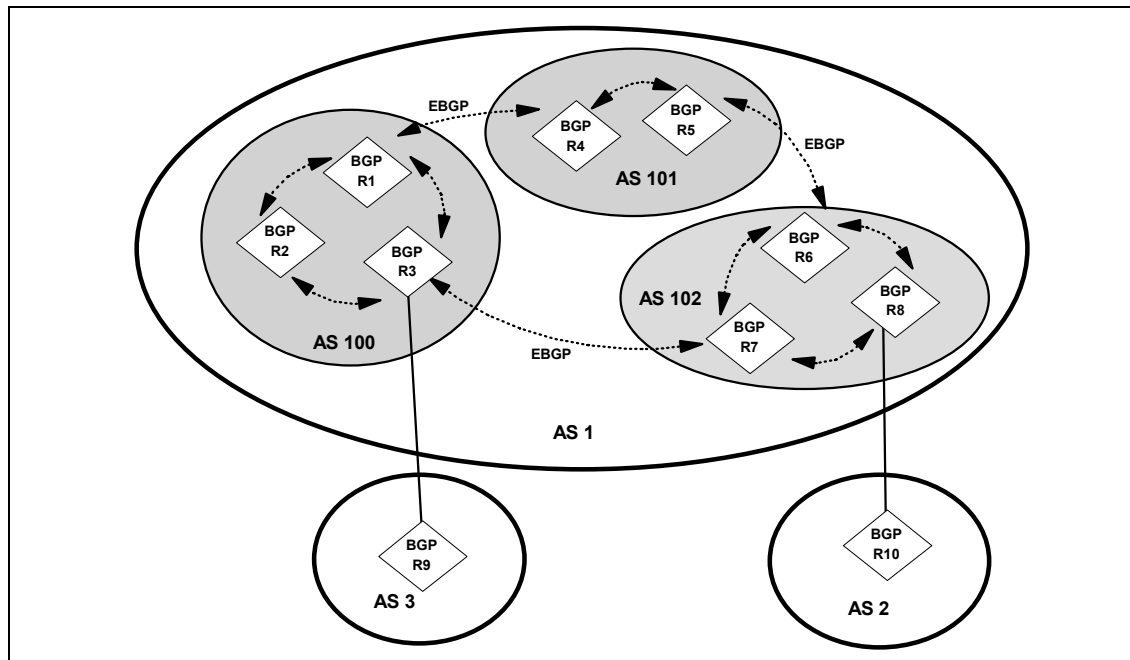 EBGP
BGP
R4
BGP
R5
EBGP
BGP
R1
AS 101
BGP
R2
BGP
R3
BGP
R6
AS 102
BGP
R8
BGP
R7
AS 100
EBGP
AS 1
BGP
R9
AS 3
BGP
R10
AS 2